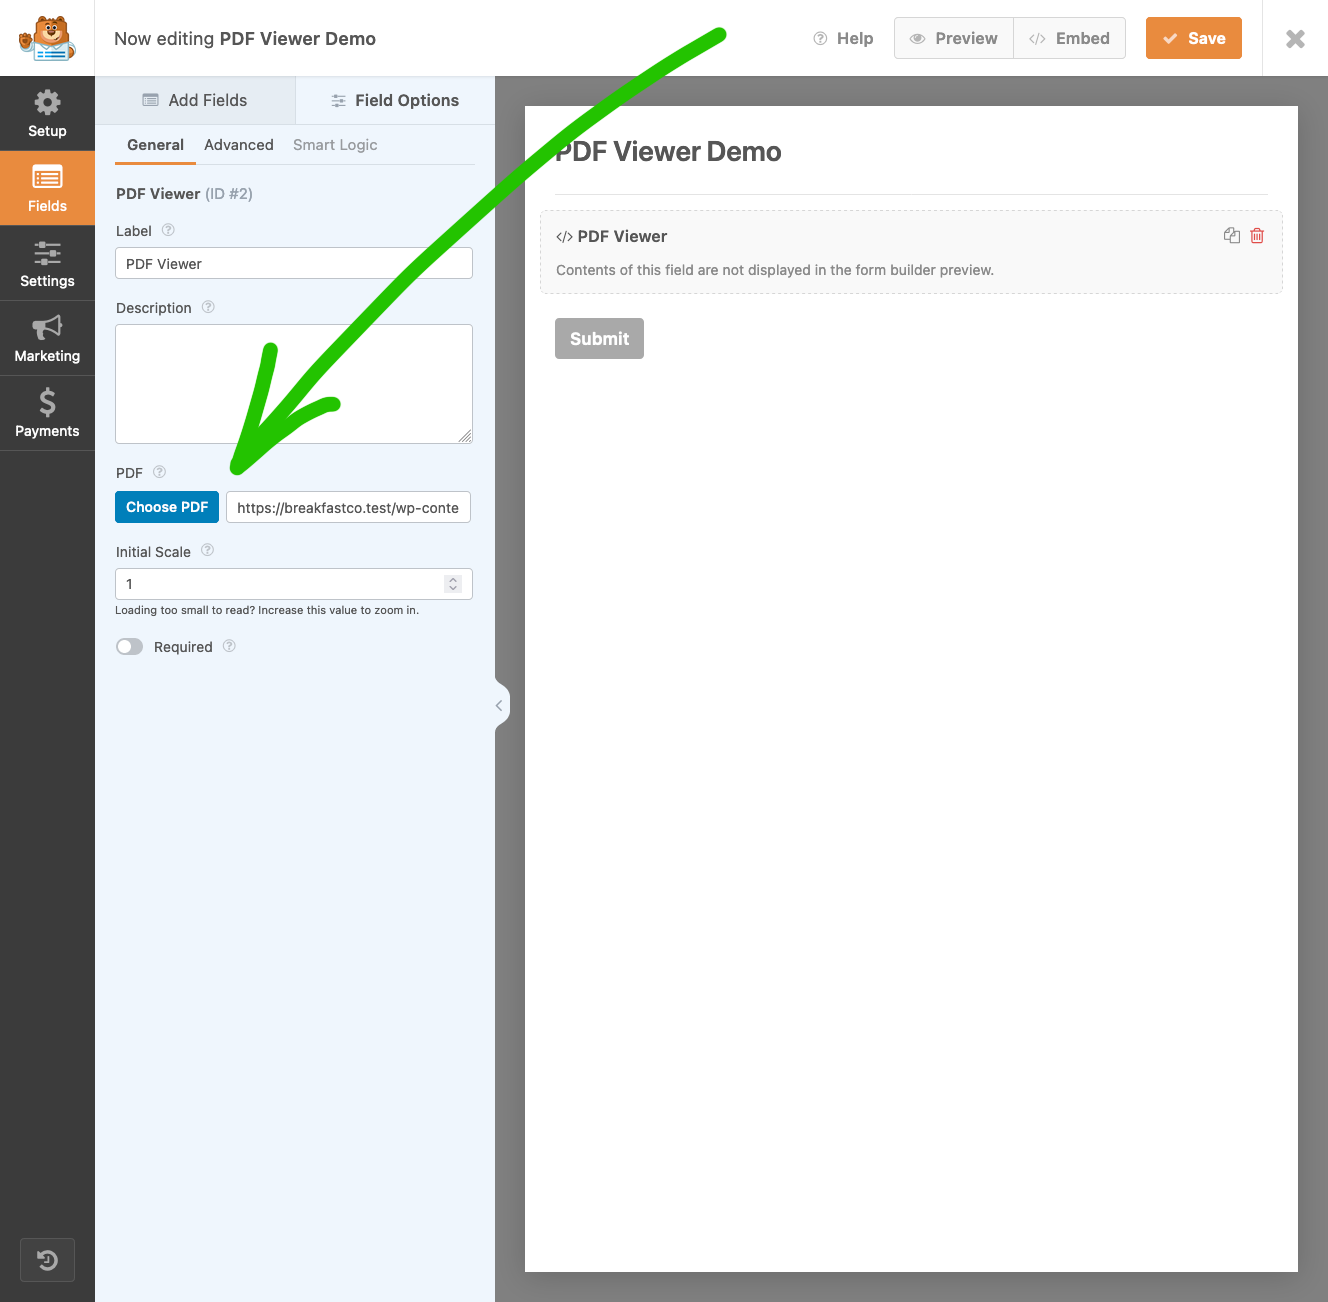 Now editing PDF Viewer Demo
Help
Preview
Embed
Save
Setup
Fields
Settings
Marketing
Payments
Add Fields
Field Options
General
Advanced
Smart Logic
PDF Viewer (ID #2)
Label
PDF Viewer
Description
PDF
Choose PDF
https://breakfastco.test/wp-conte
Initial Scale
1
Loading too small to read? Increase this value to zoom in.
Required
PDF Viewer Demo
</> PDF Viewer
Contents of this field are not displayed in the form builder preview.
Submit